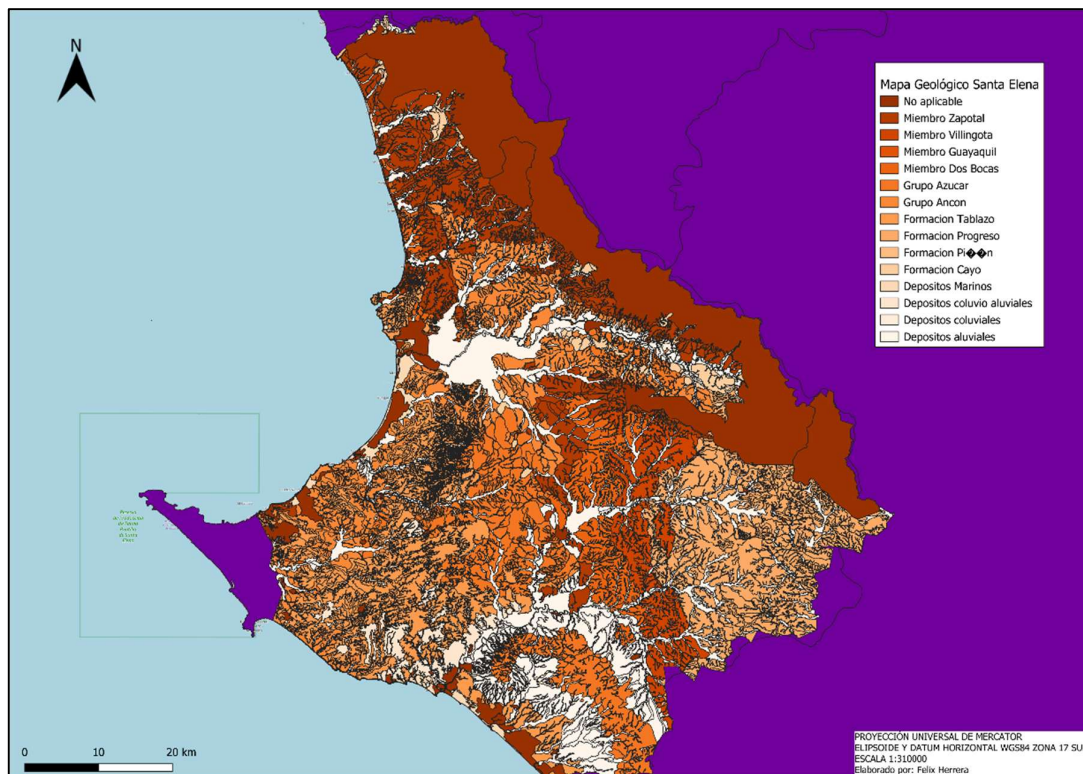 N
Mapa Geológico Santa Elena
No aplicable
Miembro Zapotal
Miembro Villingota
Miembro Guayaquil
Miembro Dos Bocas
Grupo Azucar
Grupo Ancon
Formacion Tablazo
Formacion Progreso
Formacion Pi��n
Formacion Cayo
Depositos Marinos
Depositos coluvio aluviales
Depositos coluviales
Depositos aluviales
0 10 20 km
PROYECCIÓN UNIVERSAL DE MERCATOR
ELIPSOIDE Y DATUM HORIZONTAL WGS84 ZONA 17 SU
ESCALA 1:310000
Elaborado por: Felix Herrera